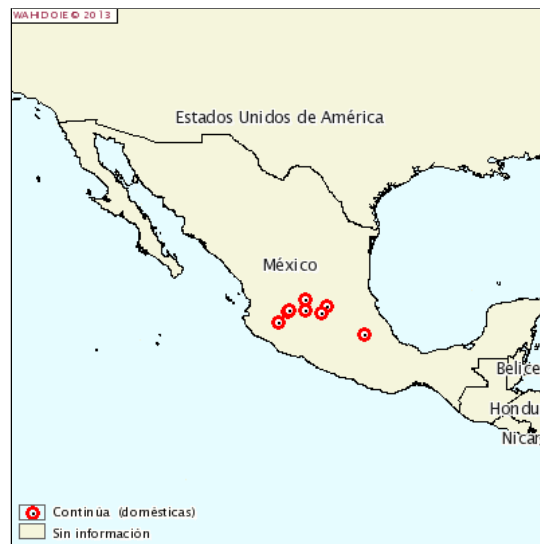 WAHID OIE © 2013
Estados Unidos de América
México
Belice
Hondu
Nicar
Continúa (domésticas)
Sin información